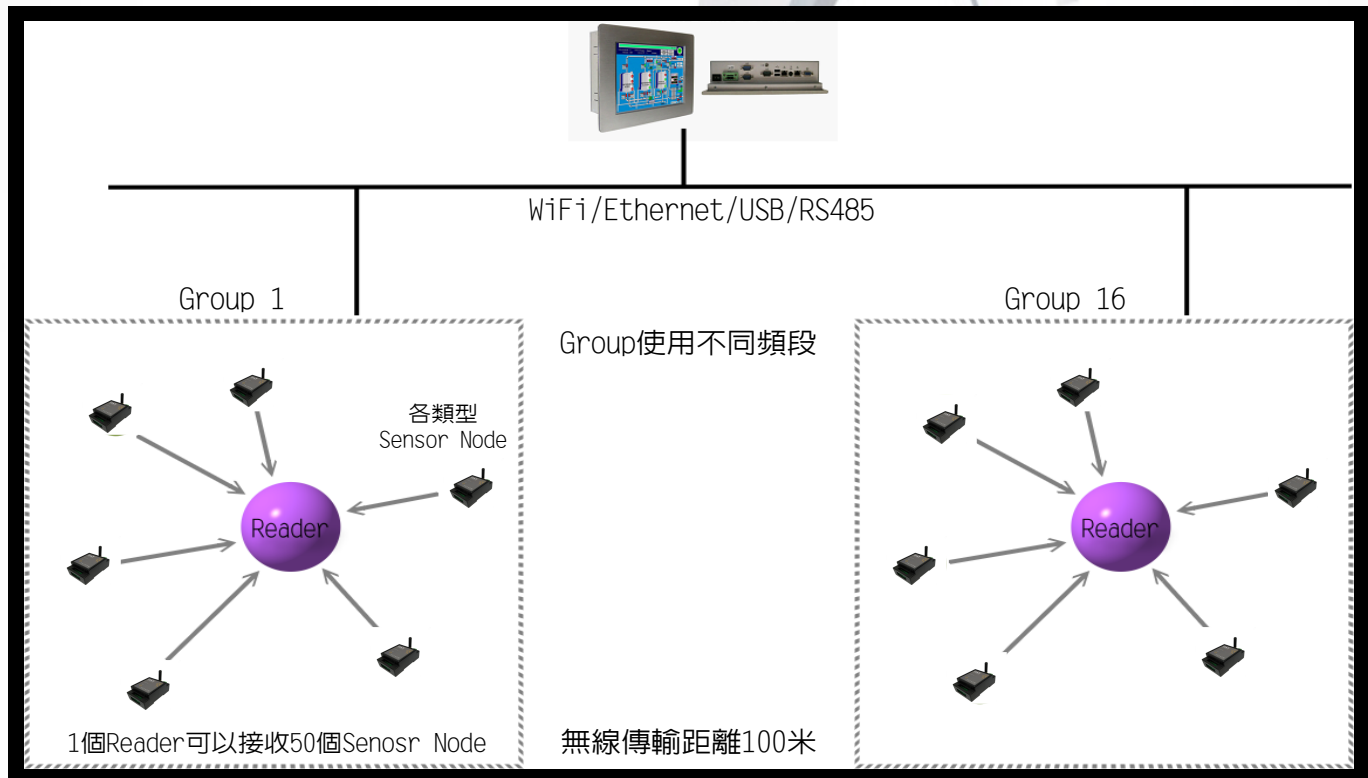 WiFi/Ethernet/USB/RS485
Group 1
Group 16
Group使用不同頻段
各類型
Sensor Node
Reader
Reader
1個Reader可以接收50個Senosr Node
無線傳輸距離100米